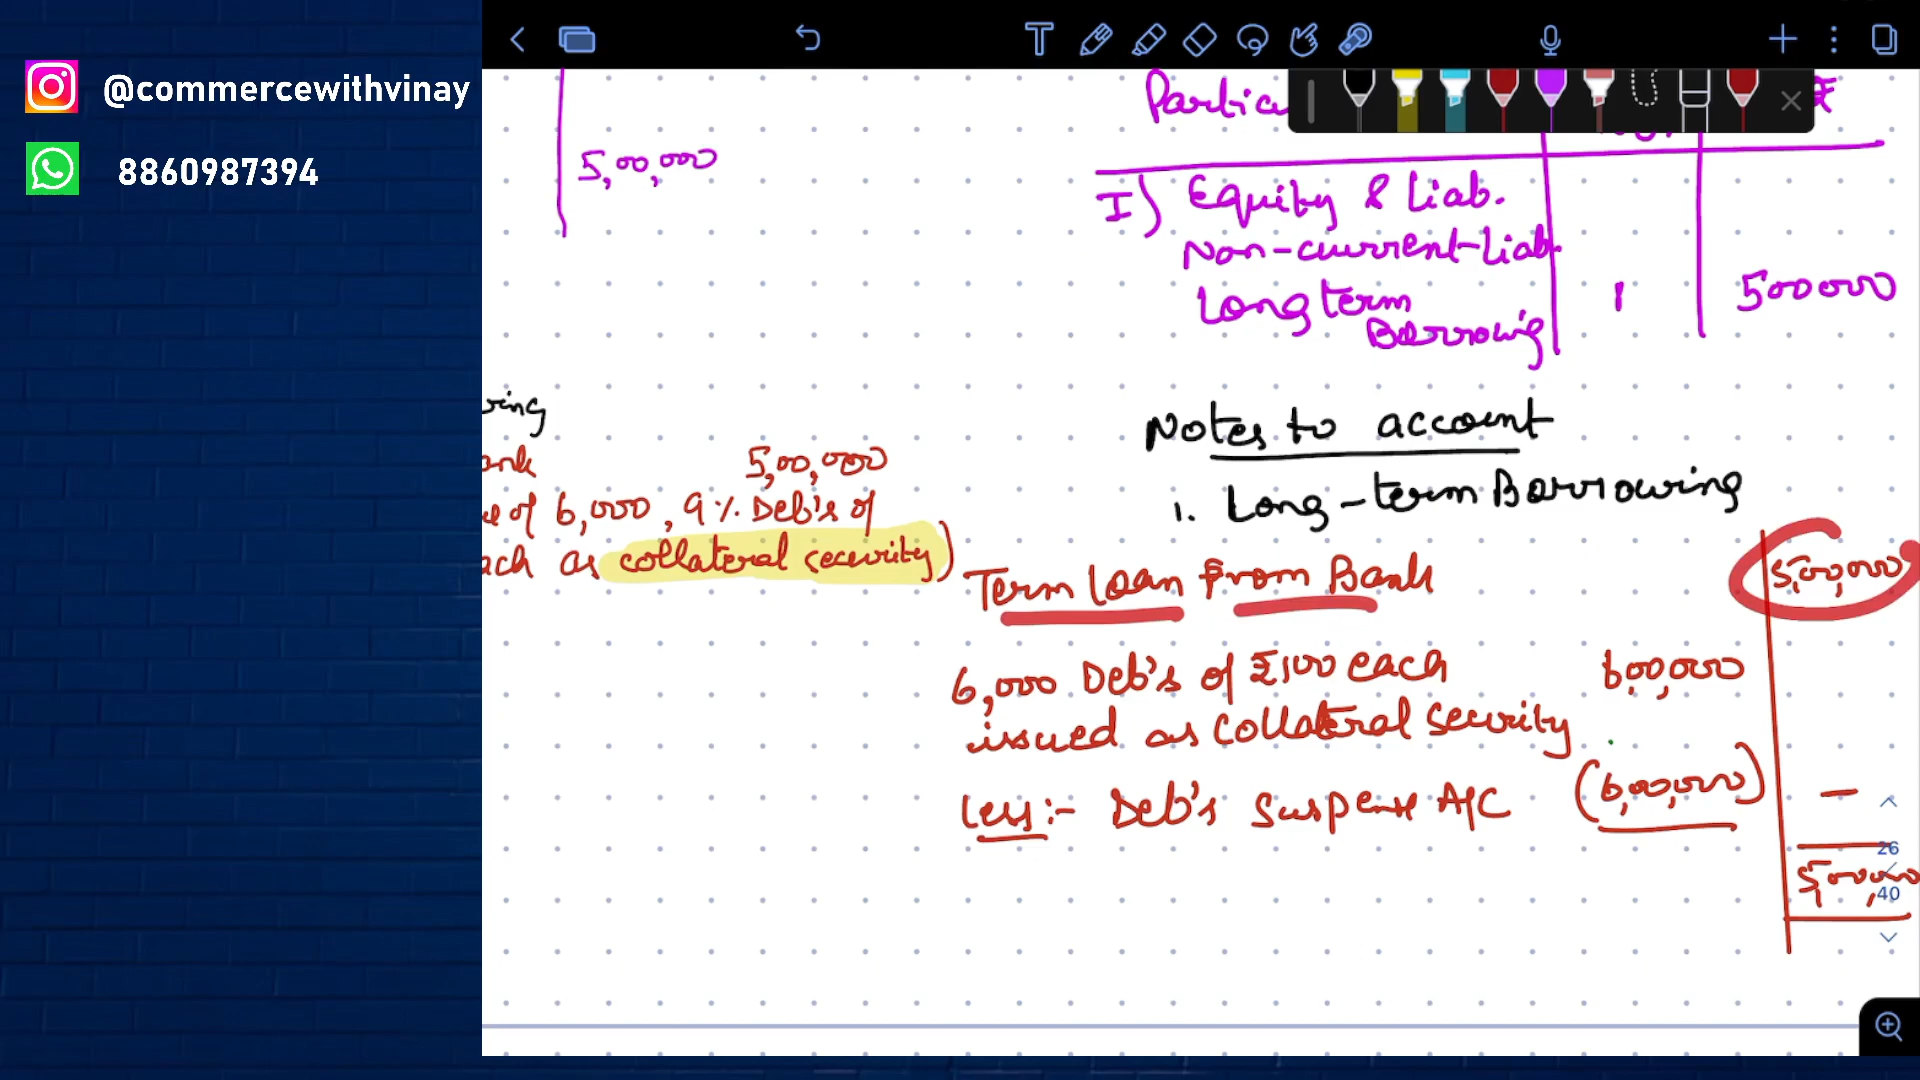 @commercewithvinay
8860987394
5,00,000
₹
I) Equity & Liab.
Non-current-Liab.
Long term
Borrowing
1
500000
5,00,000
of 6,000, 9% Deb's of
as collateral security)
Notes to account
1. Long-term Borrowing
Term Loan From Bank 5,00,000
6,000 Deb's of ₹100 each 6,00,000
issued as collateral security
Less:- Deb's suspense A/C (6,00,000) —
5,00,000
26
40